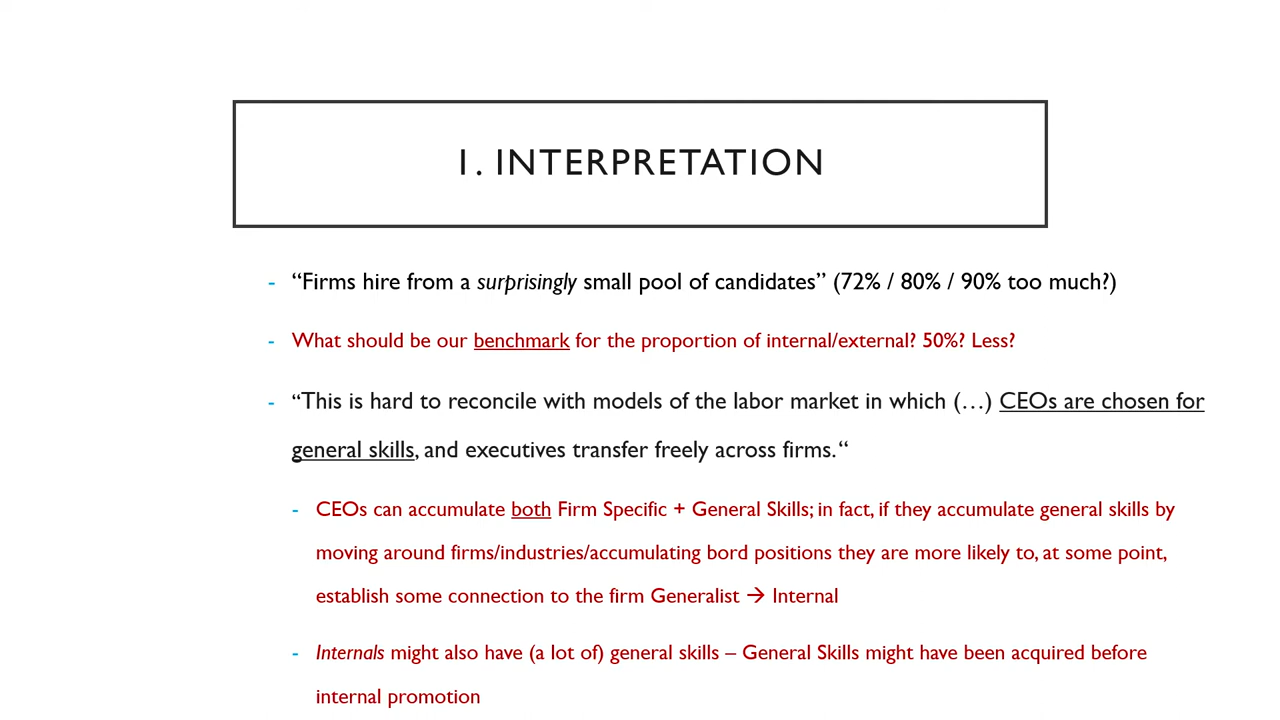 1. INTERPRETATION
- “Firms hire from a surprisingly small pool of candidates” (72% / 80% / 90% too much?)
- What should be our benchmark for the proportion of internal/external? 50%? Less?
- “This is hard to reconcile with models of the labor market in which (…) CEOs are chosen for
general skills, and executives transfer freely across firms.“
- CEOs can accumulate both Firm Specific + General Skills; in fact, if they accumulate general skills by
moving around firms/industries/accumulating bord positions they are more likely to, at some point,
establish some connection to the firm Generalist → Internal
- Internals might also have (a lot of) general skills – General Skills might have been acquired before
internal promotion